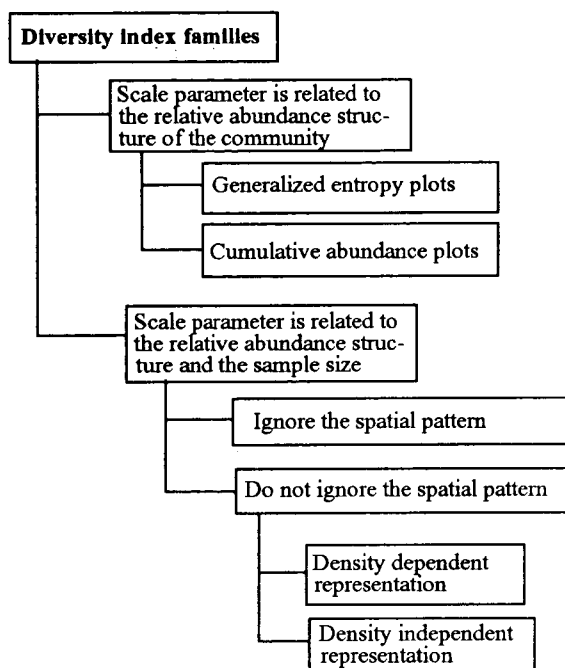 Diversity index families
Scale parameter is related to
the relative abundance struc-
ture of the community
Generalized entropy plots
Cumulative abundance plots
Scale parameter is related to
the relative abundance struc-
ture and the sample size
Ignore the spatial pattern
Do not ignore the spatial pattern
Density dependent
representation
Density independent
representation